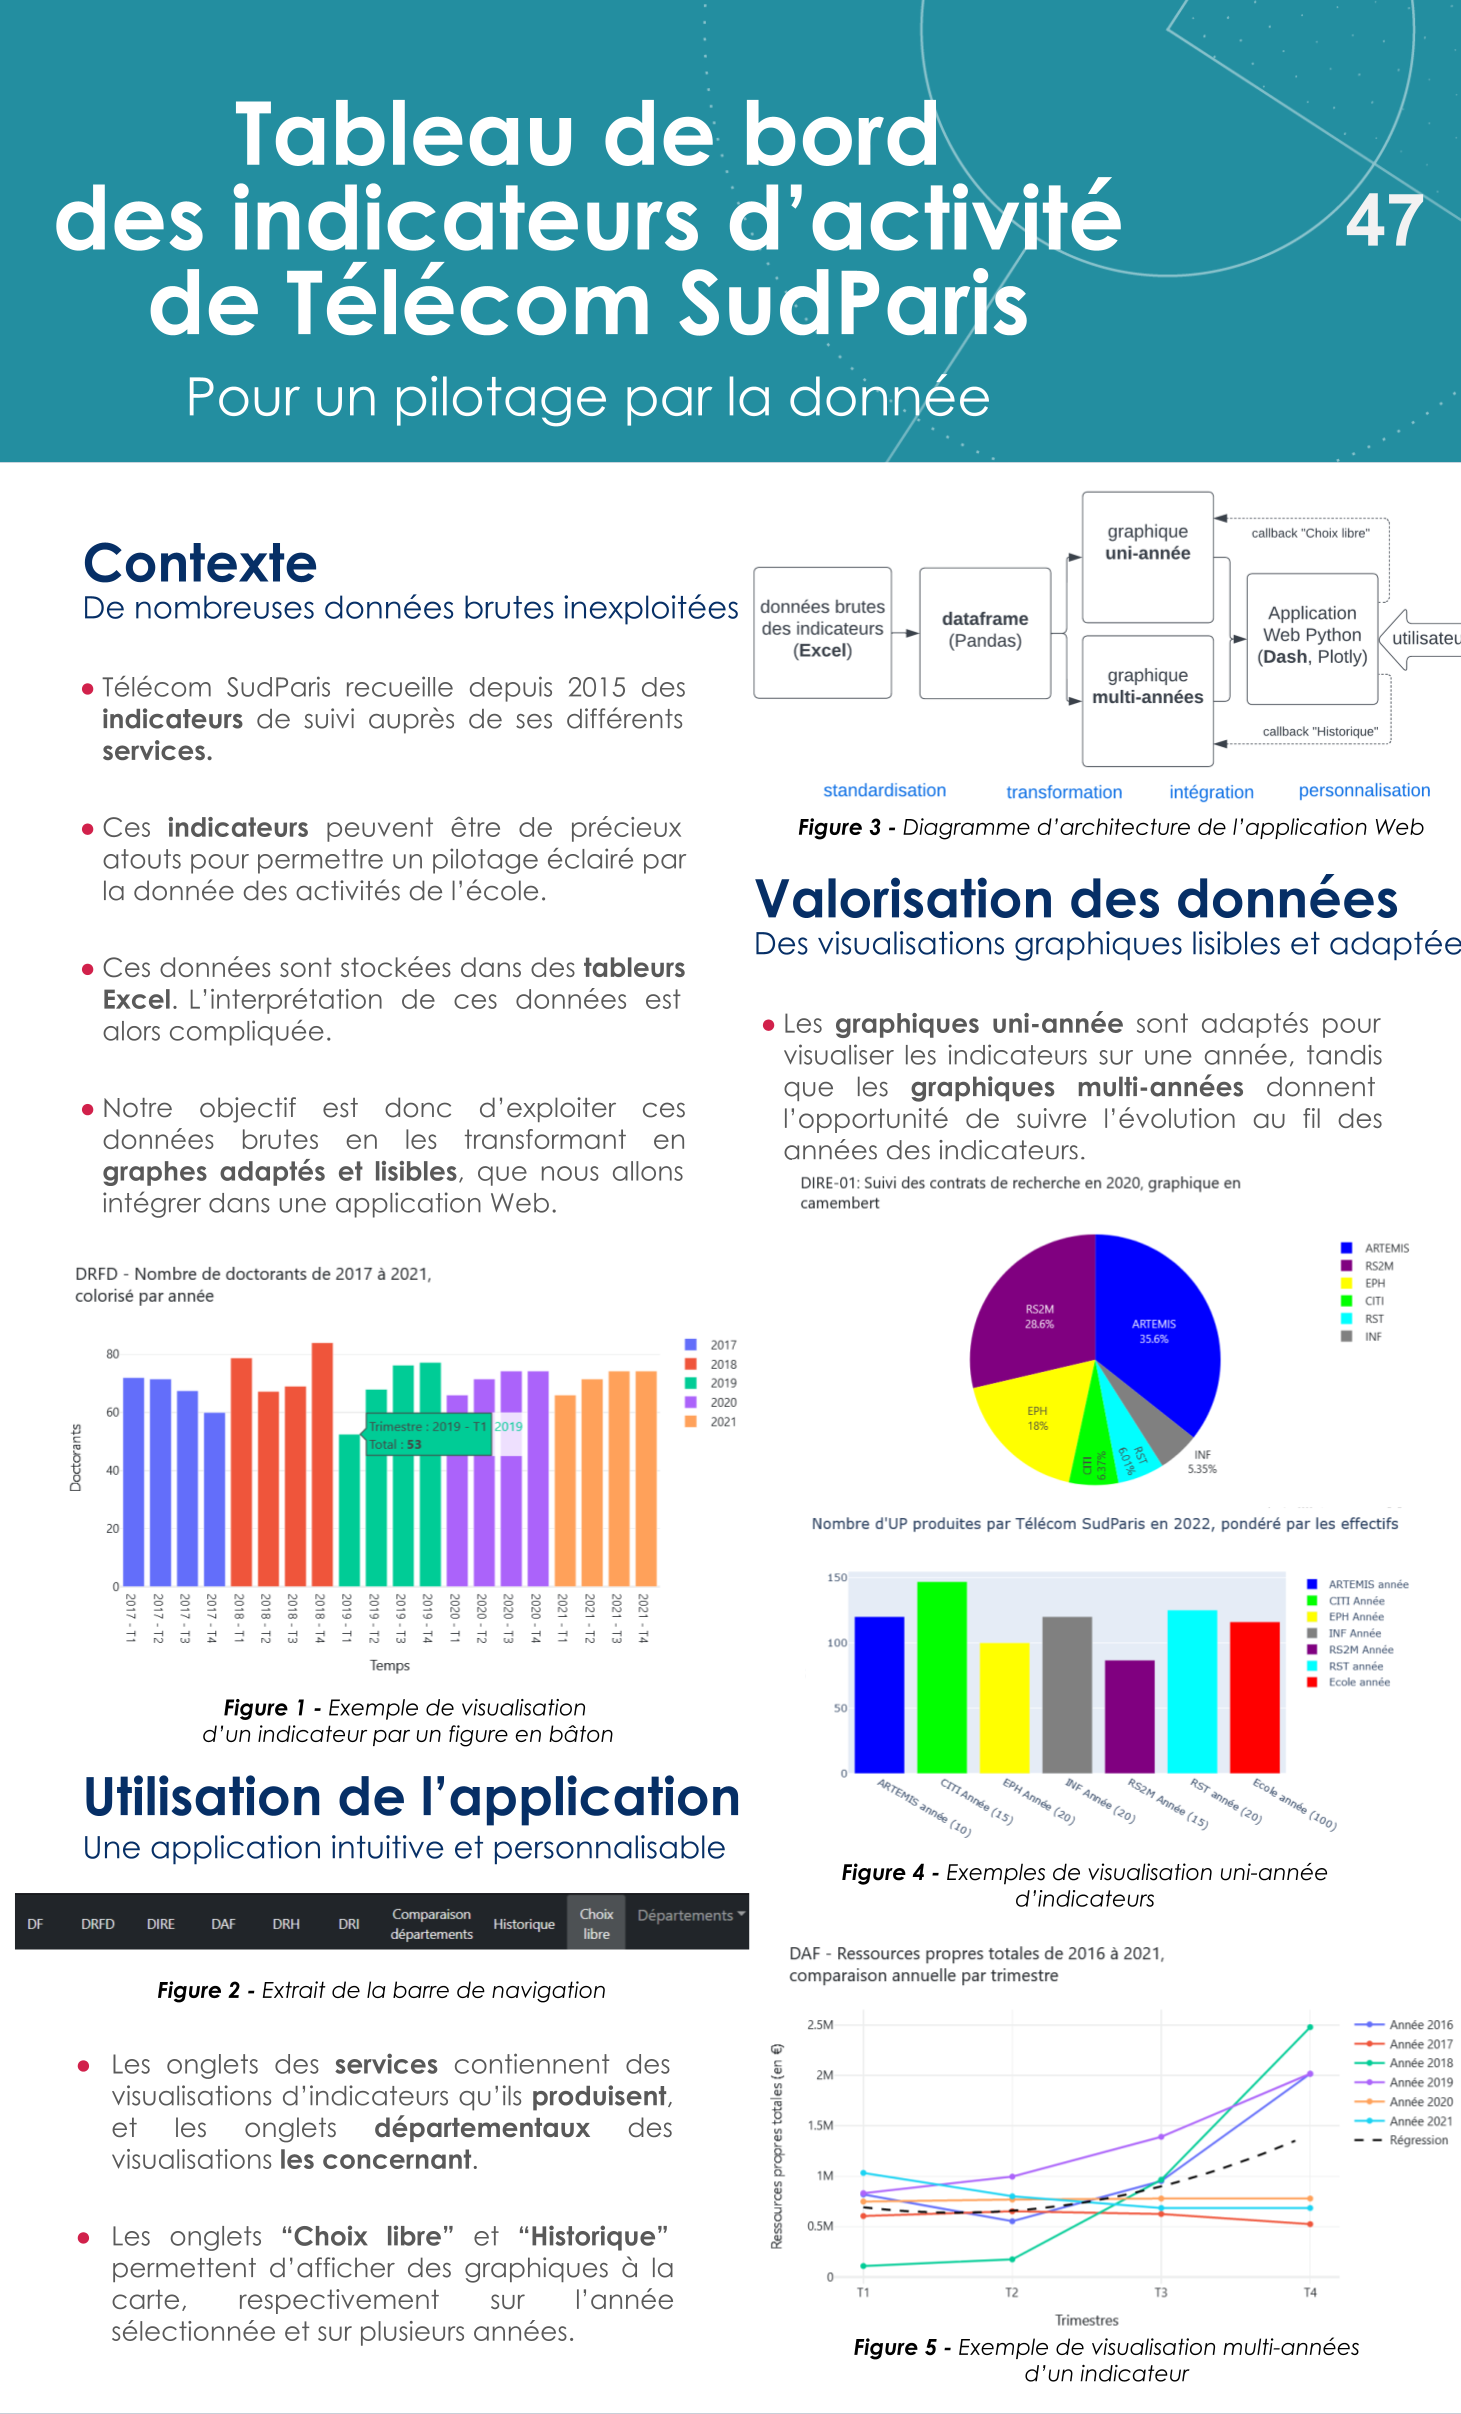 Tableau de bord
des indicateurs d’activité
de Télécom SudParis
47
Pour un pilotage par la donnée
Contexte
De nombreuses données brutes inexploitées
● Télécom SudParis recueille depuis 2015 des
indicateurs de suivi auprès de ses différents
services.
● Ces indicateurs peuvent être de précieux
atouts pour permettre un pilotage éclairé par
la donnée des activités de l’école.
● Ces données sont stockées dans des tableurs
Excel. L’interprétation de ces données est
alors compliquée.
● Notre objectif est donc d’exploiter ces
données brutes en les transformant en
graphes adaptés et lisibles, que nous allons
intégrer dans une application Web.
DRFD - Nombre de doctorants de 2017 à 2021,
colorisé par année
80
60
40
20
0
Doctorants
2017
2018
2019
2020
2021
Trimestre : 2019 - T1 2019
Total : 53
2017 - T1
2017 - T2
2017 - T3
2017 - T4
2018 - T1
2018 - T2
2018 - T3
2018 - T4
2019 - T1
2019 - T2
2019 - T3
2019 - T4
2020 - T1
2020 - T2
2020 - T3
2020 - T4
2021 - T1
2021 - T2
2021 - T3
2021 - T4
Temps
Figure 1 - Exemple de visualisation
d’un indicateur par un figure en bâton
Utilisation de l’application
Une application intuitive et personnalisable
DF DRFD DIRE DAF DRH DRI Comparaison départements Historique Choix libre Départements
Figure 2 - Extrait de la barre de navigation
● Les onglets des services contiennent des
visualisations d’indicateurs qu’ils produisent,
et les onglets départementaux des
visualisations les concernant.
● Les onglets “Choix libre” et “Historique”
permettent d’afficher des graphiques à la
carte, respectivement sur l’année
sélectionnée et sur plusieurs années.
données brutes
des indicateurs
(Excel)
dataframe
(Pandas)
graphique
uni-année
graphique
multi-années
callback "Choix libre"
Application
Web Python
(Dash, Plotly)
utilisateu
callback "Historique"
standardisation transformation intégration personnalisation
Figure 3 - Diagramme d’architecture de l’application Web
Valorisation des données
Des visualisations graphiques lisibles et adaptée
● Les graphiques uni-année sont adaptés pour
visualiser les indicateurs sur une année, tandis
que les graphiques multi-années donnent
l’opportunité de suivre l’évolution au fil des
années des indicateurs.
DIRE-01: Suivi des contrats de recherche en 2020, graphique en
camembert
RS2M
28.6%
ARTEMIS
35.6%
EPH
18%
CITI
6.37%
RST
6.01%
INF
5.35%
ARTEMIS
RS2M
EPH
CITI
RST
INF
Nombre d'UP produites par Télécom SudParis en 2022, pondéré par les effectifs
150
100
50
0
ARTEMIS année
CITI Année
EPH Année
INF Année
RS2M Année
RST année
Ecole année
ARTEMIS année (10)
CITI Année (15)
EPH Année (20)
INF Année (20)
RS2M Année (15)
RST année (20)
Ecole année (100)
Figure 4 - Exemples de visualisation uni-année
d’indicateurs
DAF - Ressources propres totales de 2016 à 2021,
comparaison annuelle par trimestre
Ressources propres totales (en €)
2.5M
2M
1.5M
1M
0.5M
0
T1 T2 T3 T4
Trimestres
Année 2016
Année 2017
Année 2018
Année 2019
Année 2020
Année 2021
Régression
Figure 5 - Exemple de visualisation multi-années
d’un indicateur